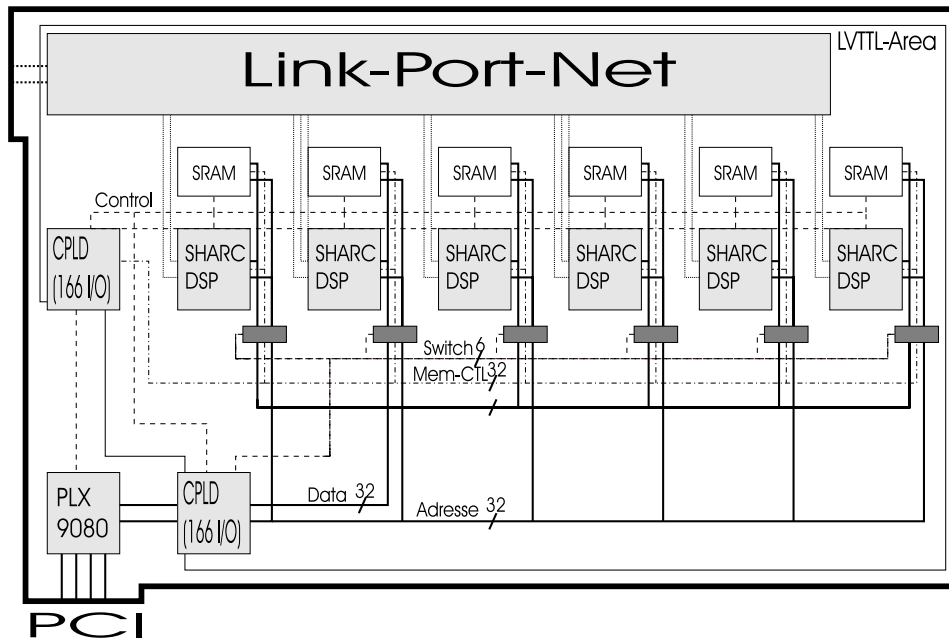 LVTTL-Area
Link-Port-Net
SRAM SRAM SRAM SRAM SRAM SRAM
Control
CPLD
(166 I/O)
SHARC
DSP
SHARC
DSP
SHARC
DSP
SHARC
DSP
SHARC
DSP
SHARC
DSP
Switch 6
Mem-CTL 32
PLX
9080
CPLD
(166 I/O)
Data 32
Adresse 32
PCI